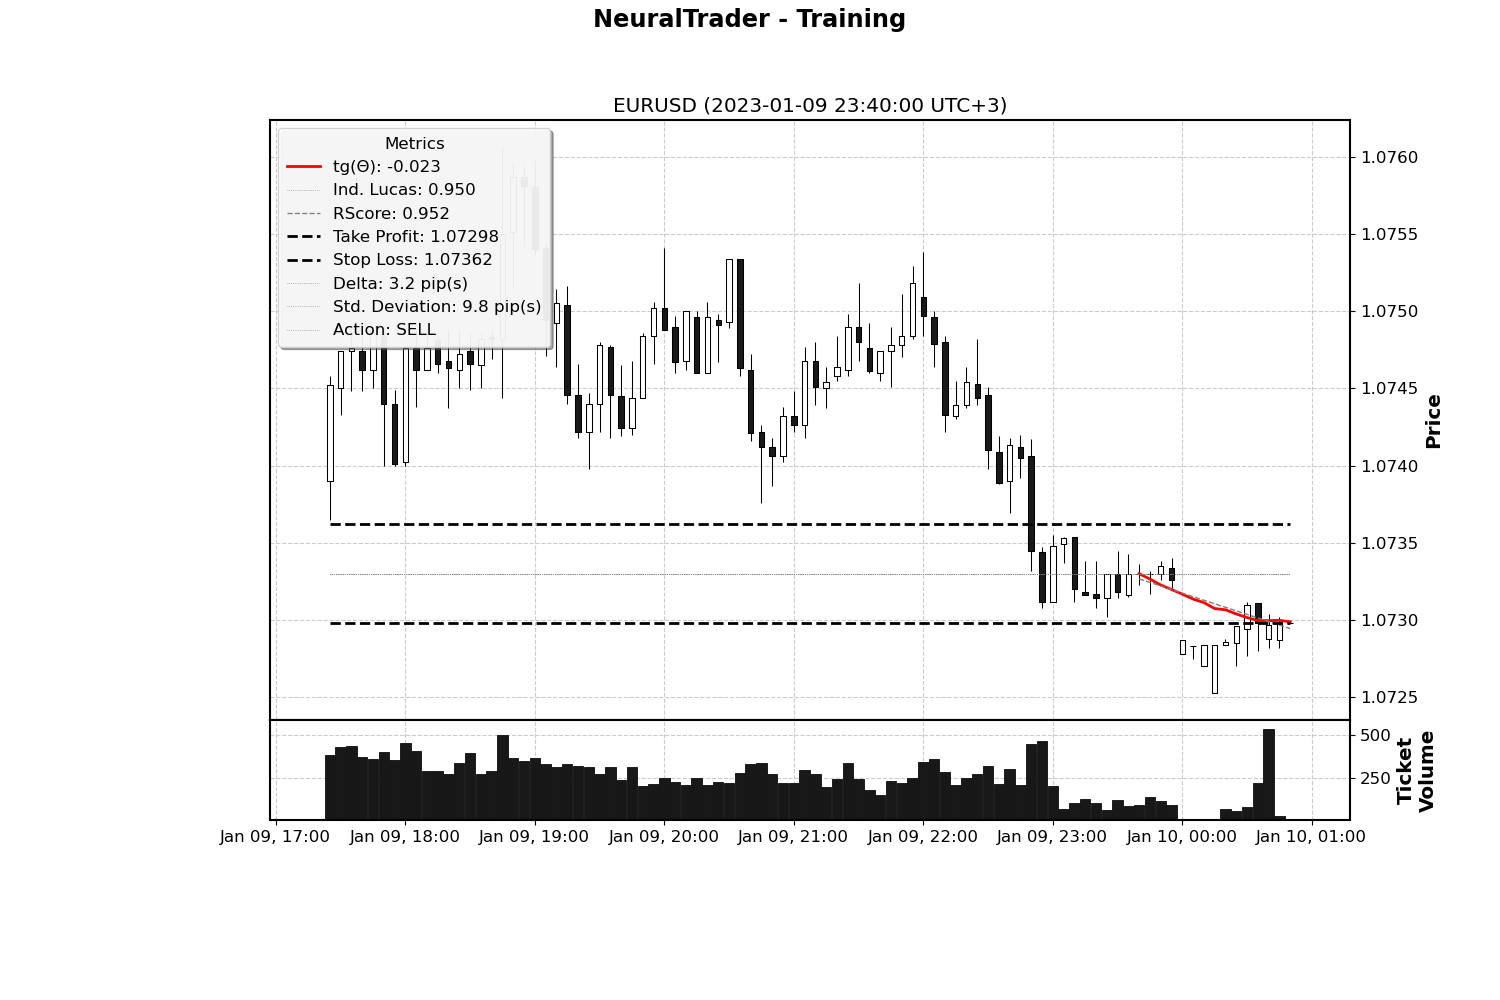 NeuralTrader - Training
EURUSD (2023-01-09 23:40:00 UTC+3)
Metrics
tg(Θ): -0.023
Ind. Lucas: 0.950
RScore: 0.952
Take Profit: 1.07298
Stop Loss: 1.07362
Delta: 3.2 pip(s)
Std. Deviation: 9.8 pip(s)
Action: SELL
1.0760
1.0755
1.0750
1.0745
1.0740
1.0735
1.0730
1.0725
Price
500
250
Ticket
Volume
Jan 09, 17:00
Jan 09, 18:00
Jan 09, 19:00
Jan 09, 20:00
Jan 09, 21:00
Jan 09, 22:00
Jan 09, 23:00
Jan 10, 00:00
Jan 10, 01:00